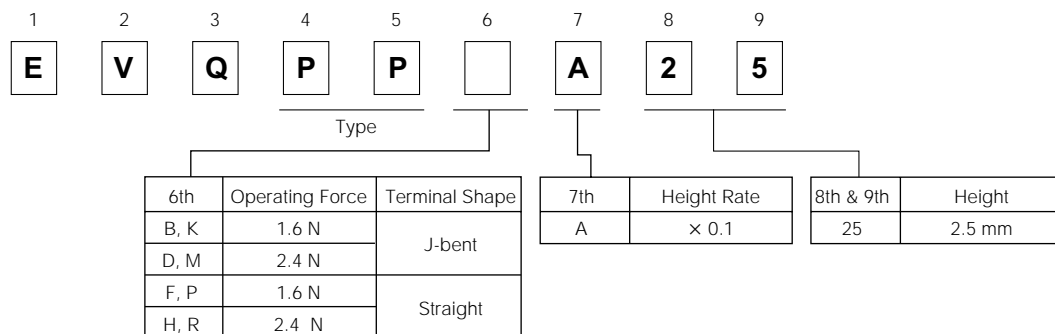 1 2 3 4 5 6 7 8 9
E V Q P P A 2 5
Type
6th Operating Force Terminal Shape
B, K 1.6 N J-bent
D, M 2.4 N
F, P 1.6 N Straight
H, R 2.4 N
7th Height Rate
A × 0.1
8th & 9th Height
25 2.5 mm